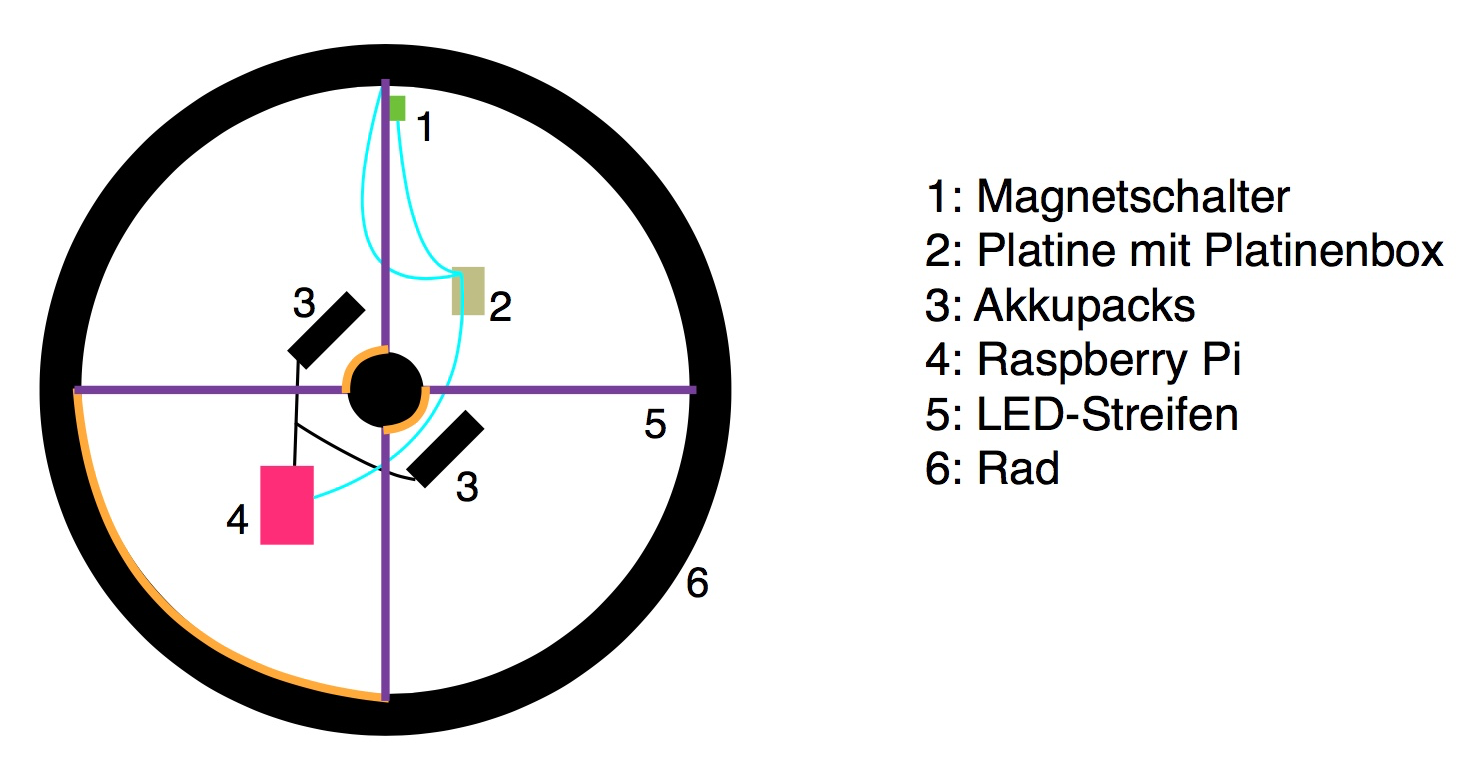 1
3
2
5
3
4
6
1: Magnetschalter
2: Platine mit Platinenbox
3: Akkupacks
4: Raspberry Pi
5: LED-Streifen
6: Rad